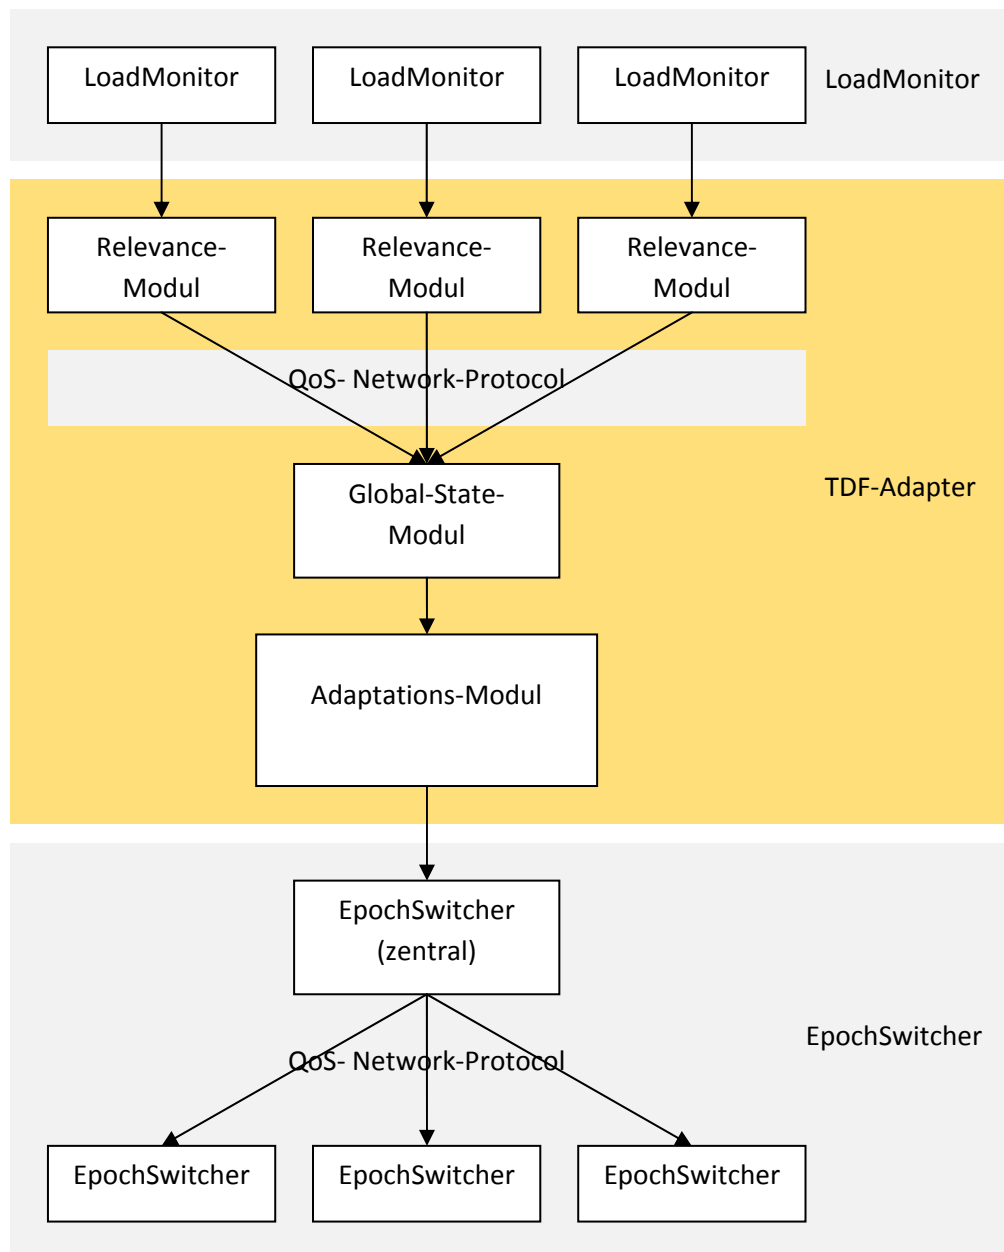 LoadMonitor
LoadMonitor
LoadMonitor
LoadMonitor
Relevance-
Modul
Relevance-
Modul
Relevance-
Modul
QoS- Network-Protocol
Global-State-
Modul
TDF-Adapter
Adaptations-Modul
EpochSwitcher
(zentral)
EpochSwitcher
QoS- Network-Protocol
EpochSwitcher
EpochSwitcher
EpochSwitcher